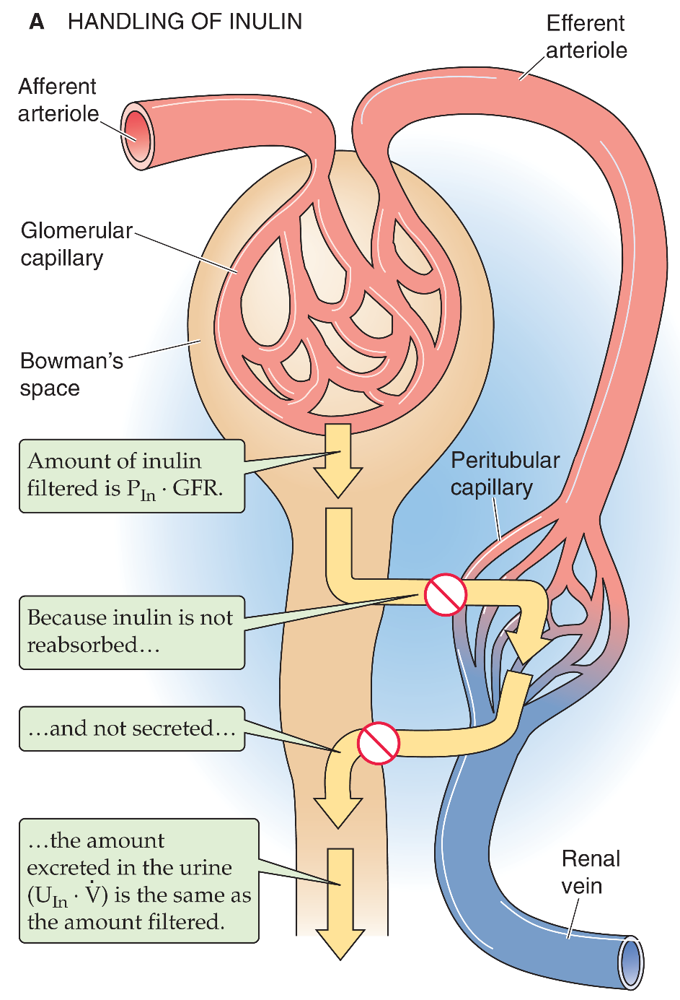 A HANDLING OF INULIN
Efferent
arteriole
Afferent
arteriole
Glomerular
capillary
Bowman’s
space
Amount of inulin
filtered is P_In · GFR.
Peritubular
capillary
Because inulin is not
reabsorbed…
…and not secreted…
…the amount
excreted in the urine
(U_In · V̇) is the same as
the amount filtered.
Renal
vein